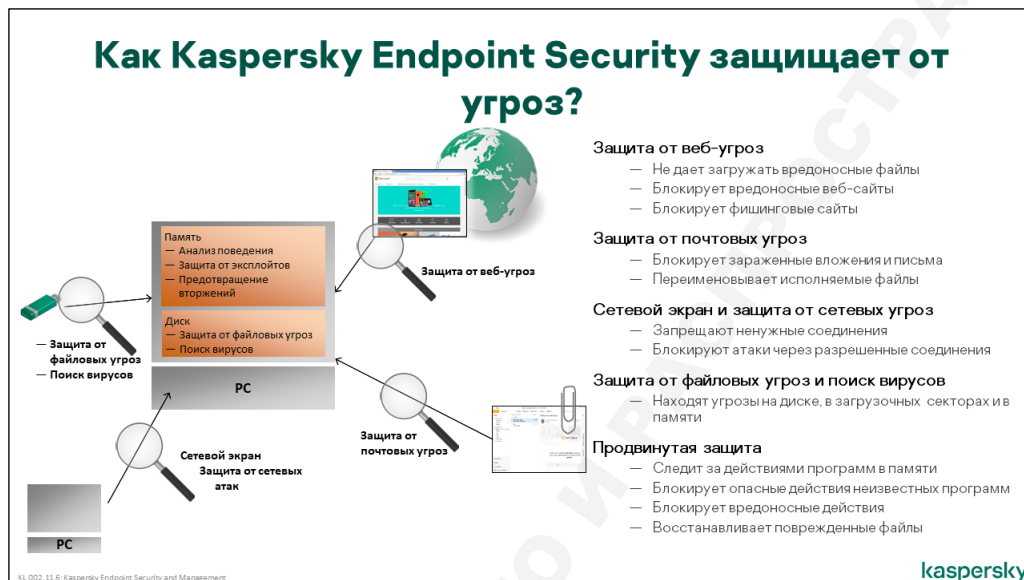 Как Kaspersky Endpoint Security защищает от
угроз?
Память
— Анализ поведения
— Защита от эксплойтов
— Предотвращение
вторжений
Диск
— Защита от файловых угроз
— Поиск вирусов
PC
— Защита от
файловых угроз
— Поиск вирусов
Защита от веб-угроз
Защита от
почтовых угроз
Сетевой экран
Защита от сетевых
атак
PC
Защита от веб-угроз
— Не дает загружать вредоносные файлы
— Блокирует вредоносные веб-сайты
— Блокирует фишинговые сайты
Защита от почтовых угроз
— Блокирует зараженные вложения и письма
— Переименовывает исполняемые файлы
Сетевой экран и защита от сетевых угроз
— Запрещают ненужные соединения
— Блокируют атаки через разрешенные соединения
Защита от файловых угроз и поиск вирусов
— Находят угрозы на диске, в загрузочных секторах и в
памяти
Продвинутая защита
— Следит за действиями программ в памяти
— Блокирует опасные действия неизвестных программ
— Блокирует вредоносные действия
— Восстанавливает поврежденные файлы
KL 002.11.6: Kaspersky Endpoint Security and Management
kaspersky